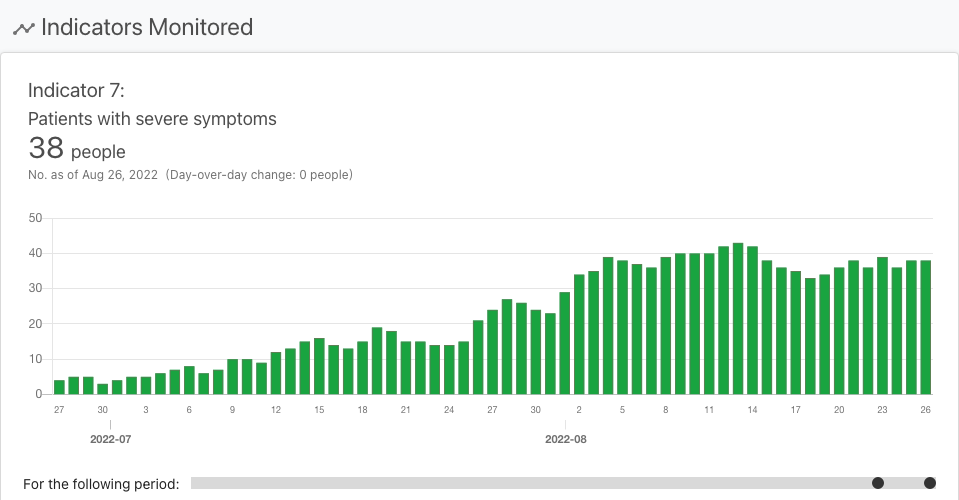 Indicators Monitored
Indicator 7:
Patients with severe symptoms
38 people
No. as of Aug 26, 2022 (Day-over-day change: 0 people)
50
40
30
20
10
0
27 30 3 6 9 12 15 18 21 24 27 30 2 5 8 11 14 17 20 23 26
2022-07 2022-08
For the following period: